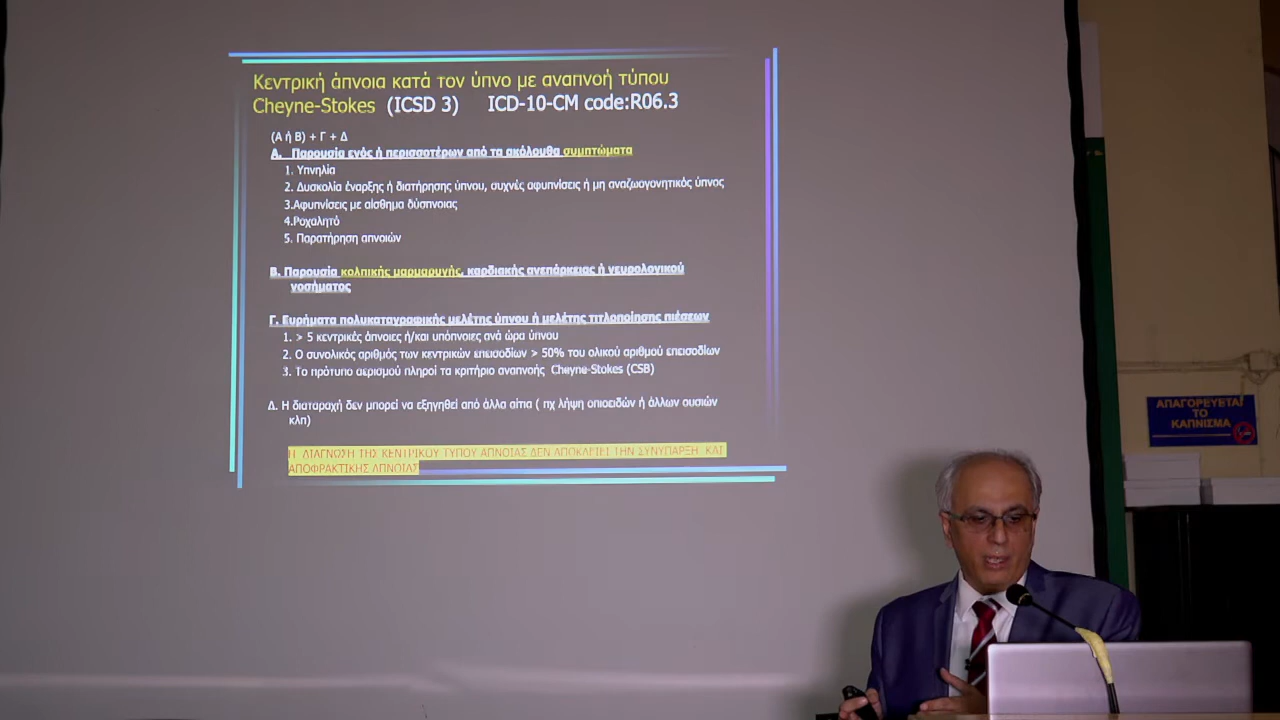 Κεντρική άπνοια κατά τον ύπνο με αναπνοή τύπου
Cheyne-Stokes (ICSD 3) ICD-10-CM code:R06.3
(Α ή Β) + Γ + Δ
Α. Παρουσία ενός ή περισσοτέρων από τα ακόλουθα συμπτώματα
1. Υπνηλία
2. Δυσκολία έναρξης ή διατήρησης ύπνου, συχνές αφυπνίσεις ή μη αναζωογονητικός ύπνος
3.Αφυπνίσεις με αίσθημα δύσπνοιας
4.Ροχαλητό
5. Παρατήρηση απνοιών
Β. Παρουσία κολπικής μαρμαρυγής, καρδιακής ανεπάρκειας ή νευρολογικού
νοσήματος
Γ. Ευρήματα πολυκαταγραφικής μελέτης ύπνου ή μελέτης τιτλοποίησης πιέσεων
1. > 5 κεντρικές άπνοιες ή/και υπόπνοιες ανά ώρα ύπνου
2. Ο συνολικός αριθμός των κεντρικών επεισοδίων > 50% του ολικού αριθμού επεισοδίων
3. Το πρότυπο αερισμού πληροί τα κριτήριο αναπνοής Cheyne-Stokes (CSB)
Δ. Η διαταραχή δεν μπορεί να εξηγηθεί από άλλα αίτια ( πχ λήψη οπιοειδών ή άλλων ουσιών
κλπ)
Η ΔΙΑΓΝΩΣΗ ΤΗΣ ΚΕΝΤΡΙΚΟΥ ΤΥΠΟΥ ΑΠΝΟΙΑΣ ΔΕΝ ΑΠΟΚΛΕΙΕΙ ΤΗΝ ΣΥΝΥΠΑΡΞΗ ΚΑΙ
ΑΠΟΦΡΑΚΤΙΚΗΣ ΑΠΝΟΙΑΣ
ΑΠΑΓΟΡΕΥΕΤΑΙ
ΤΟ
ΚΑΠΝΙΣΜΑ